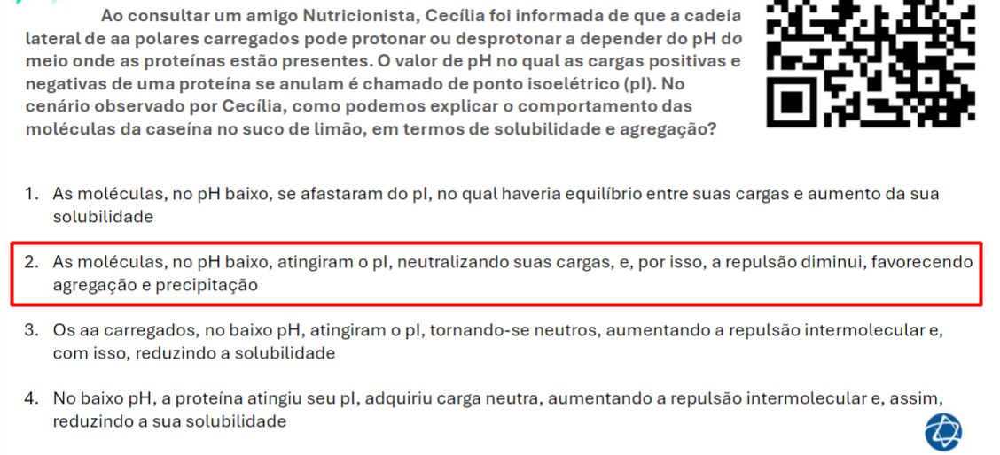 Ao consultar um amigo Nutricionista, Cecília foi informada de que a cadeia
lateral de aa polares carregados pode protonar ou desprotonar a depender do pH do
meio onde as proteínas estão presentes. O valor de pH no qual as cargas positivas e
negativas de uma proteína se anulam é chamado de ponto isoelétrico (pI). No
cenário observado por Cecília, como podemos explicar o comportamento das
moléculas da caseína no suco de limão, em termos de solubilidade e agregação?
1. As moléculas, no pH baixo, se afastaram do pI, no qual haveria equilíbrio entre suas cargas e aumento da sua
solubilidade
2. As moléculas, no pH baixo, atingiram o pI, neutralizando suas cargas, e, por isso, a repulsão diminui, favorecendo
agregação e precipitação
3. Os aa carregados, no baixo pH, atingiram o pI, tornando-se neutros, aumentando a repulsão intermolecular e,
com isso, reduzindo a solubilidade
4. No baixo pH, a proteína atingiu seu pI, adquiriu carga neutra, aumentando a repulsão intermolecular e, assim,
reduzindo a sua solubilidade